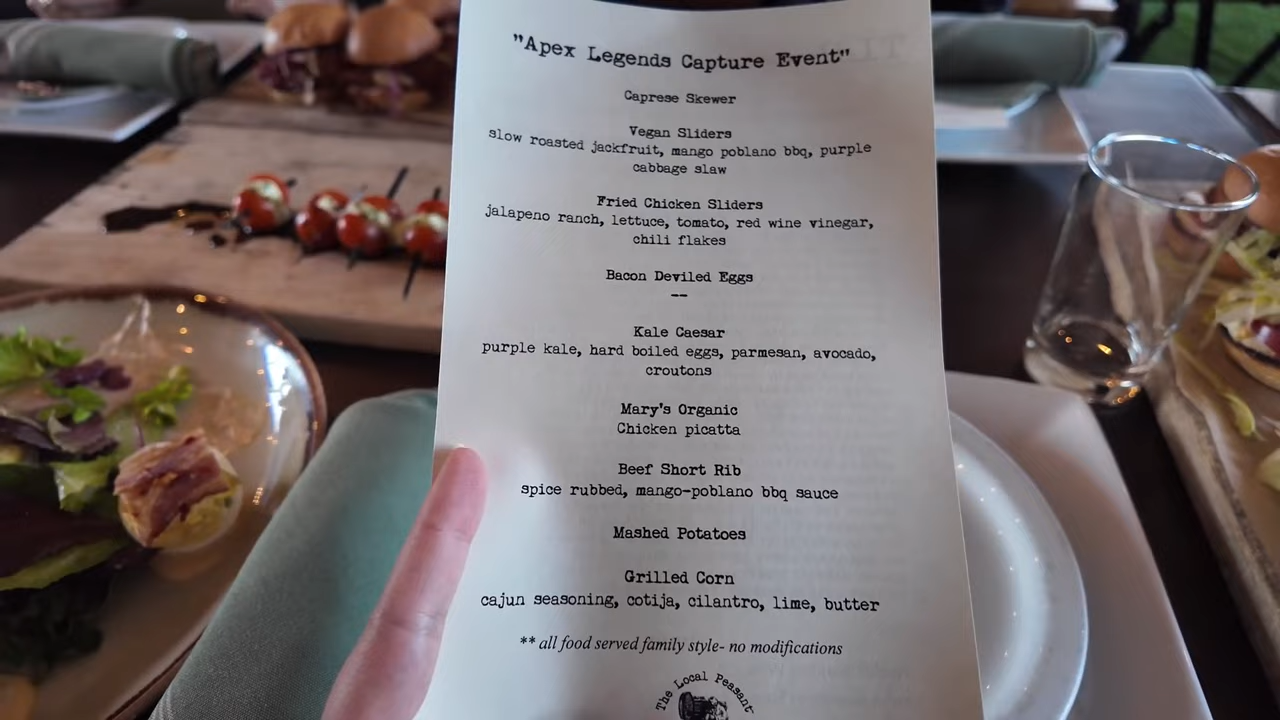 "Apex Legends Capture Event"
Caprese Skewer
Vegan Sliders
slow roasted jackfruit, mango poblano bbq, purple
cabbage slaw
Fried Chicken Sliders
jalapeno ranch, lettuce, tomato, red wine vinegar,
chili flakes
Bacon Deviled Eggs
--
Kale Caesar
purple kale, hard boiled eggs, parmesan, avocado,
croutons
Mary's Organic
Chicken picatta
Beef Short Rib
spice rubbed, mango-poblano bbq sauce
Mashed Potatoes
Grilled Corn
cajun seasoning, cotija, cilantro, lime, butter
** all food served family style- no modifications
The Local Peasant